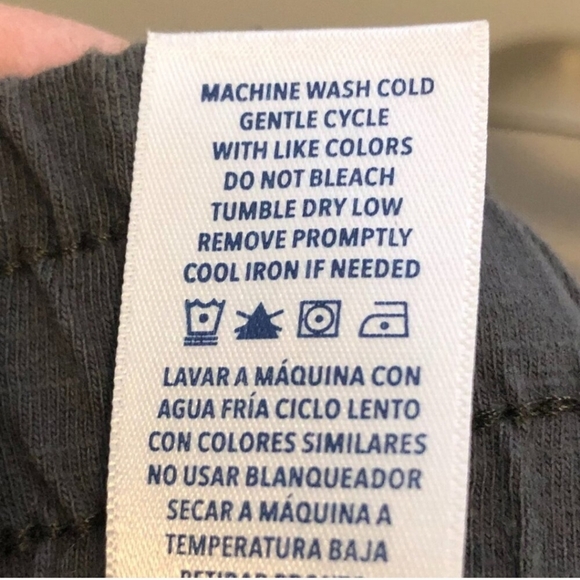 MACHINE WASH COLD
GENTLE CYCLE
WITH LIKE COLORS
DO NOT BLEACH
TUMBLE DRY LOW
REMOVE PROMPTLY
COOL IRON IF NEEDED
LAVAR A MÁQUINA CON
AGUA FRÍA CICLO LENTO
CON COLORES SIMILARES
NO USAR BLANQUEADOR
SECAR A MÁQUINA A
TEMPERATURA BAJA